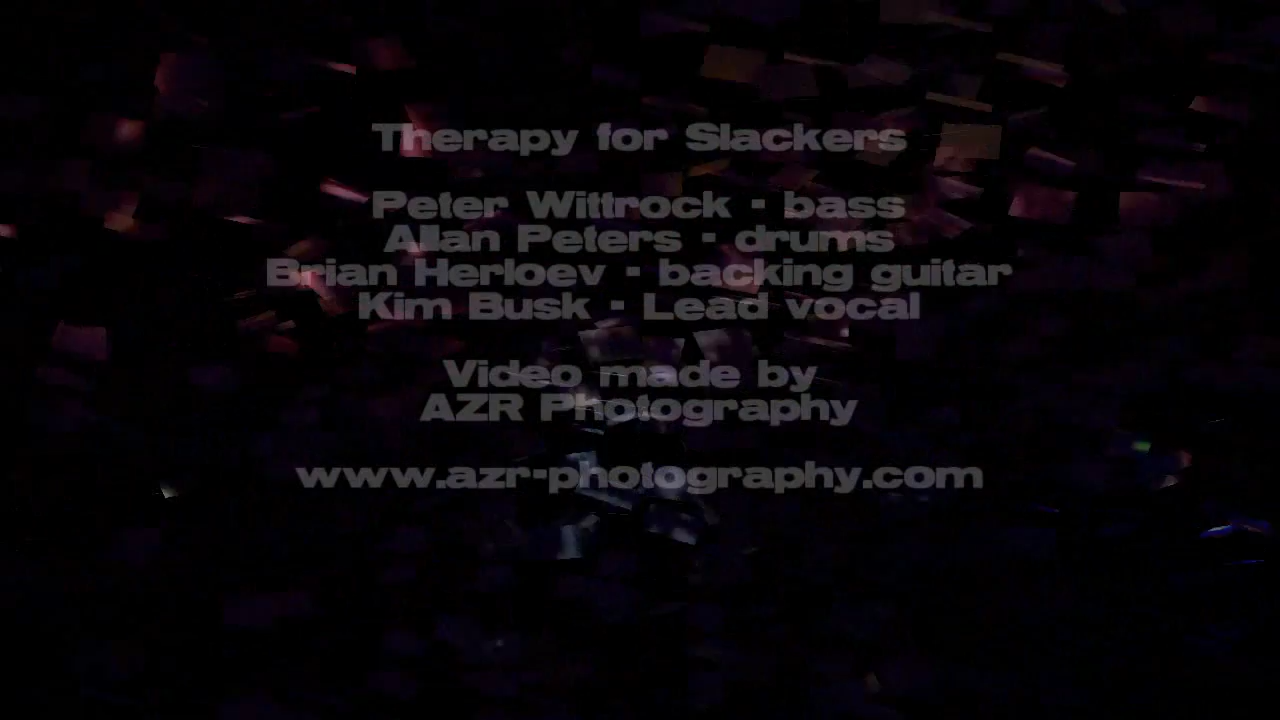 Therapy for Slackers
Peter Wittrock - bass
Allan Peters - drums
Brian Herloev - backing guitar
Kim Busk - Lead vocal
Video made by
AZR Photography
www.azr-photography.com